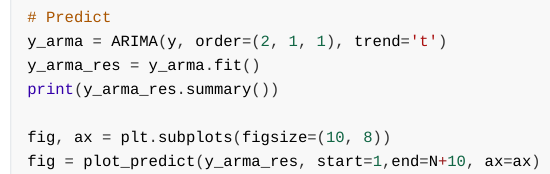 # Predict
y_arma = ARIMA(y, order=(2, 1, 1), trend='t')
y_arma_res = y_arma.fit()
print(y_arma_res.summary())
fig, ax = plt.subplots(figsize=(10, 8))
fig = plot_predict(y_arma_res, start=1,end=N+10, ax=ax)